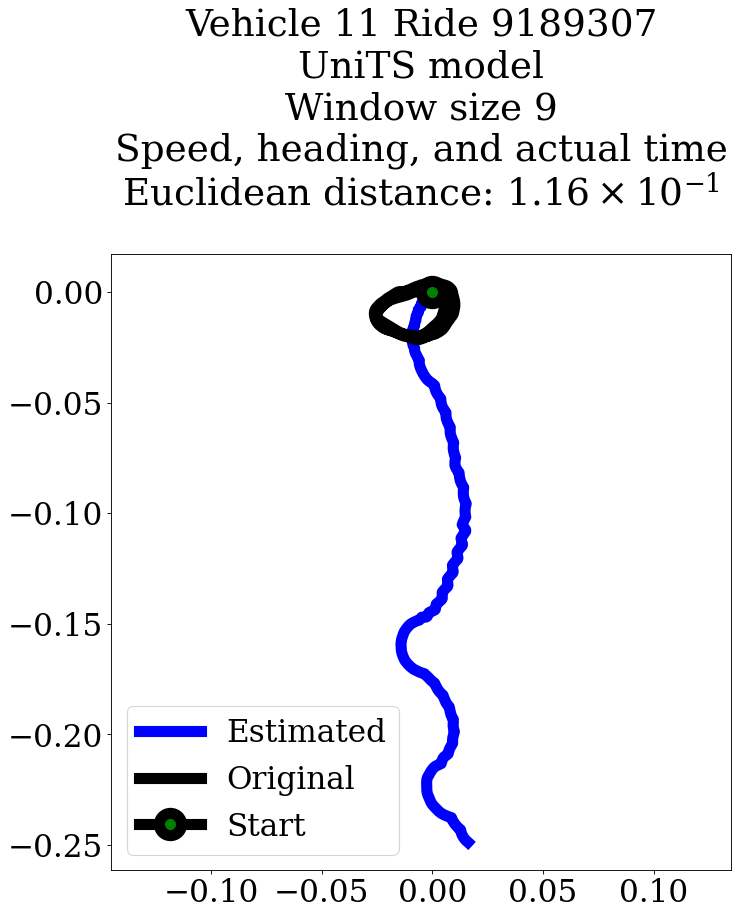 Vehicle 11 Ride 9189307
UniTS model
Window size 9
Speed, heading, and actual time
Euclidean distance: $1.16 \times 10^{-1}$
0.00
−0.05
−0.10
−0.15
−0.20
−0.25
Estimated
Original
Start
−0.10 −0.05 0.00 0.05 0.10